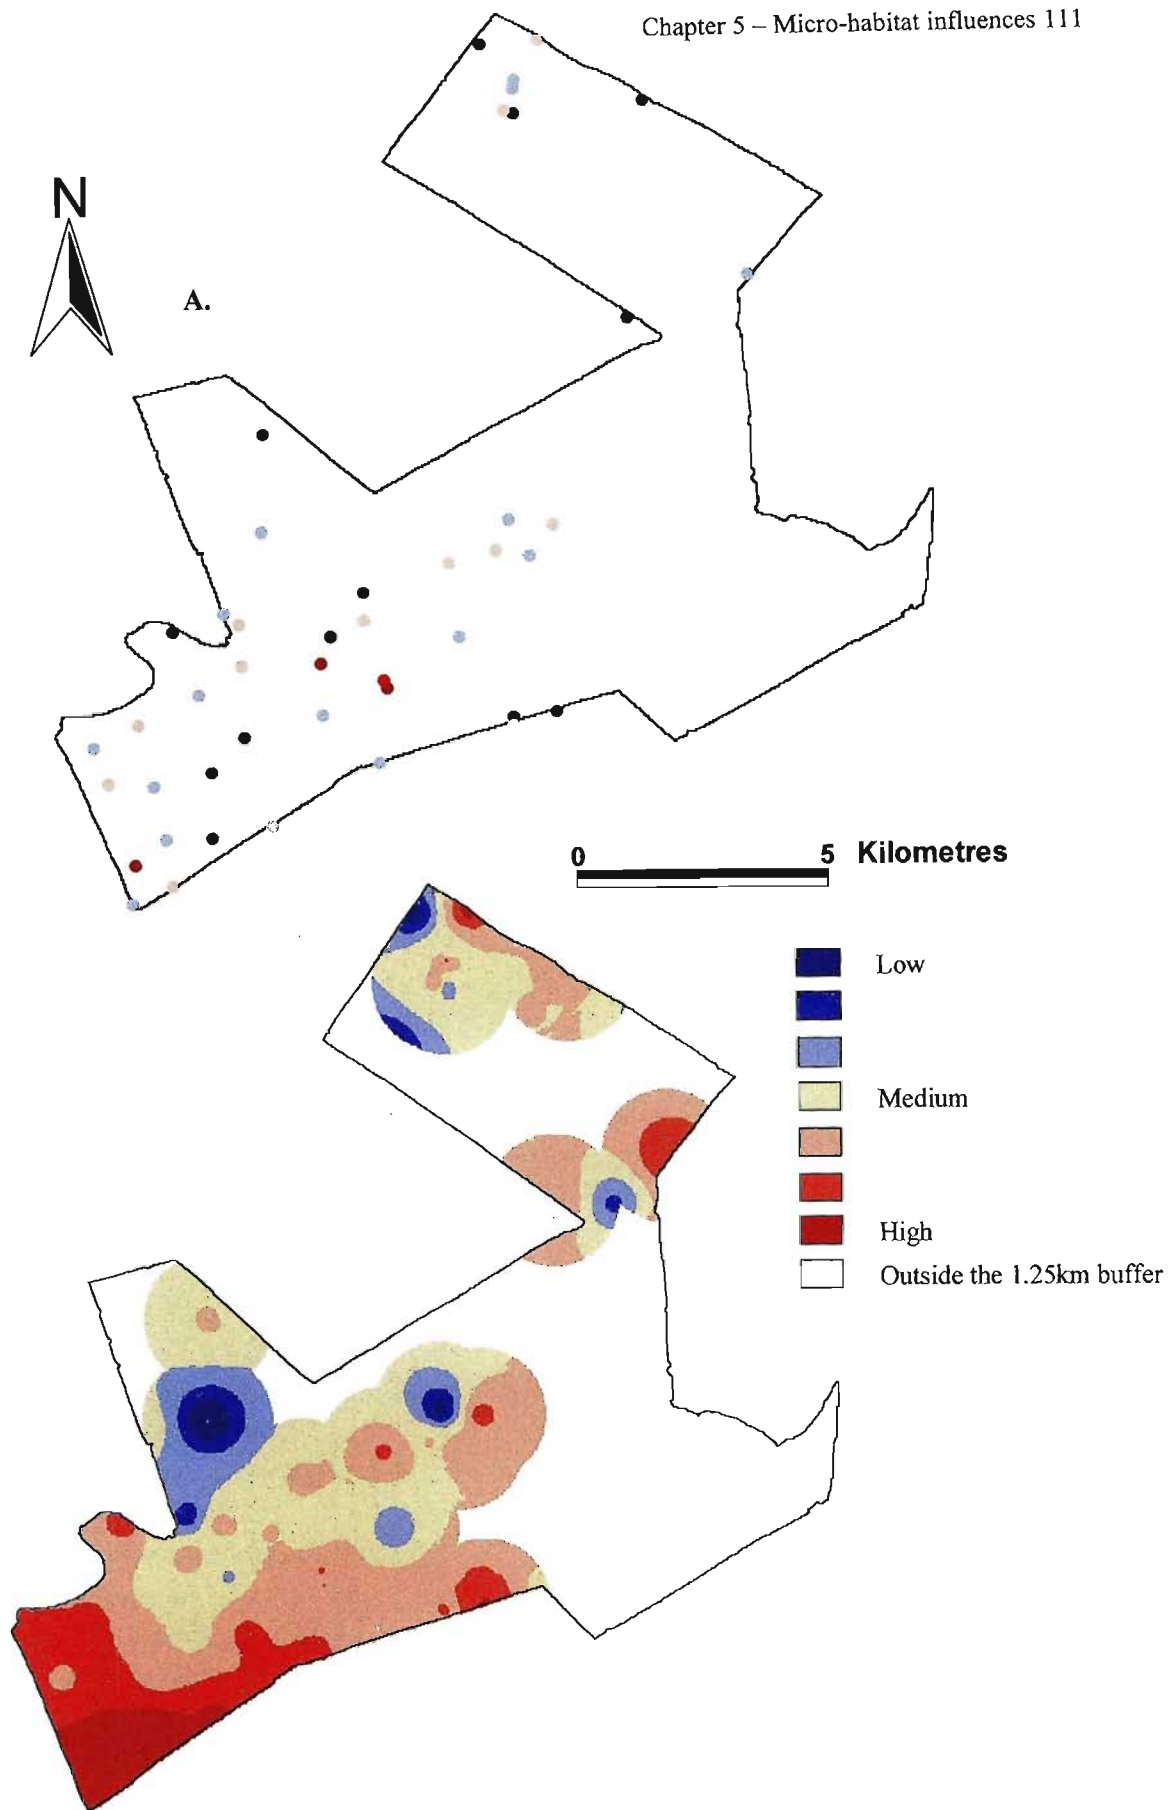 Chapter 5 – Micro-habitat influences 111
N
A.
0 5 Kilometres
Low
Medium
High
Outside the 1.25km buffer